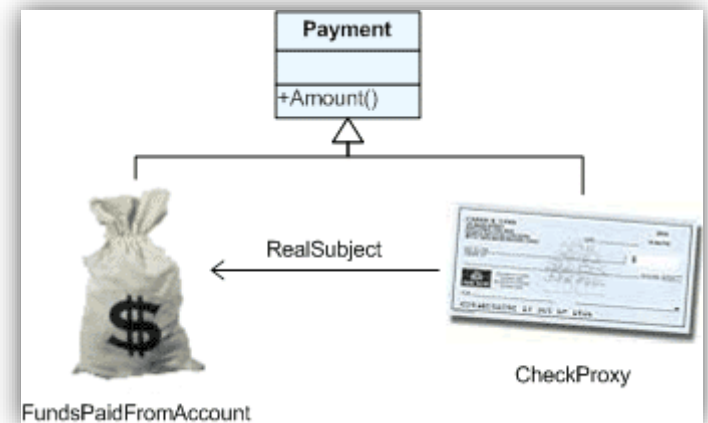 Payment
+Amount()
RealSubject
$
$
CheckProxy
FundsPaidFromAccount